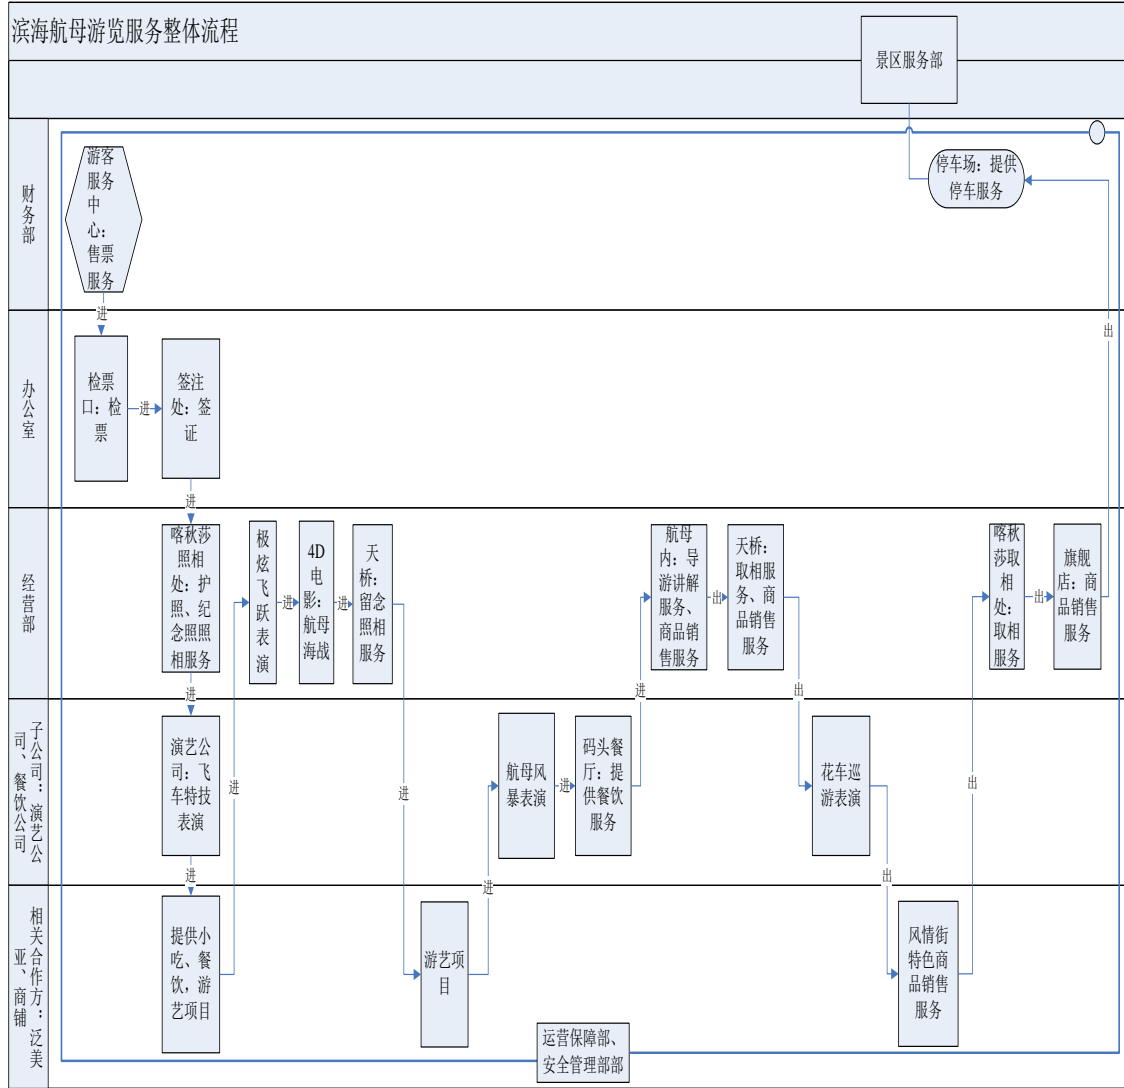 滨海航母游览服务整体流程
景区服务部
财务部
游客
服务
中
心：
售票
服务
停车场：提供
停车服务
进
出
办公室
检票
口：检
票
进
签注
处：签
证
进
经营部
喀秋莎
照相
处：护
照、纪
念照照
相服务
极
炫
飞
跃
表
演
进
4D
电
影：
航母
海战
进
天
桥：
留念
照相
服务
航母
内：导
游讲解
服务、
商品销
售服务
出
天桥：
取相服
务、商
品销售
服务
喀秋
莎取
相
处：
取相
服务
出
旗舰
店：商
品销售
服务
进
进
出
子公司：演艺公
司、餐饮公司
演艺公
司：飞
车特技
表演
进
进
航母风
暴表演
进
码头餐
厅：提
供餐饮
服务
花车巡
游表演
出
进
进
出
相关合作方：泛美
亚、商铺
提供小
吃、餐
饮，游
艺项目
游艺项
目
风情街
特色商
品销售
服务
运营保障部、
安全管理部部